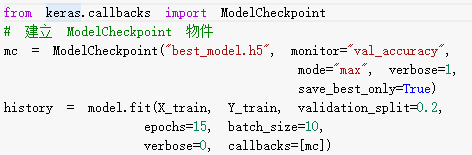 from keras.callbacks import ModelCheckpoint
# 建立 ModelCheckpoint 物件
mc = ModelCheckpoint("best_model.h5", monitor="val_accuracy",
mode="max", verbose=1,
save_best_only=True)
history = model.fit(X_train, Y_train, validation_split=0.2,
epochs=15, batch_size=10,
verbose=0, callbacks=[mc])